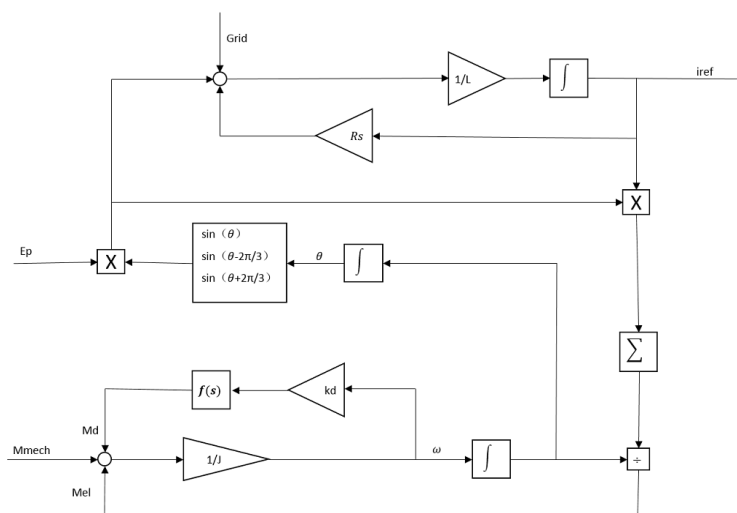 Grid
1/L
∫
iref
Rs
X
Ep
X
sin（θ）
sin（θ-2π/3）
sin（θ+2π/3）
θ
∫
∑
f(s)
kd
Md
Mmech
1/J
ω
∫
÷
Mel